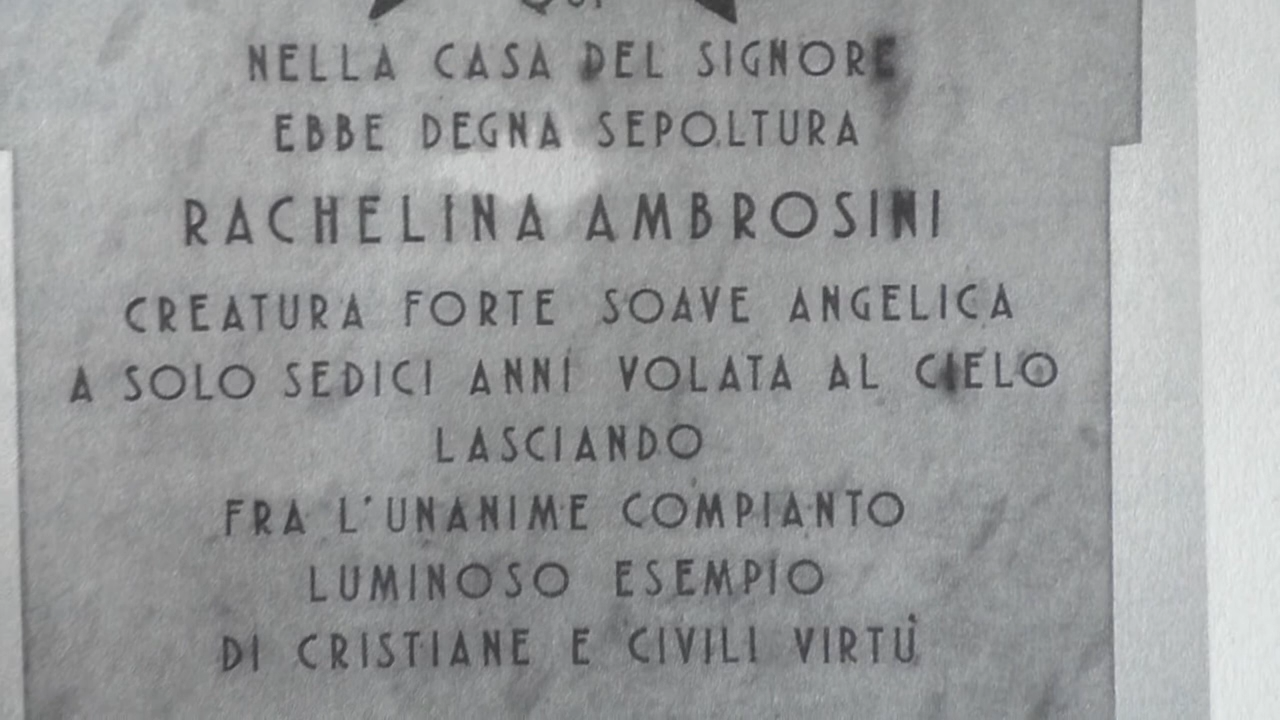 NELLA CASA DEL SIGNORE
EBBE DEGNA SEPOLTURA
RACHELINA AMBROSINI
CREATURA FORTE SOAVE ANGELICA
A SOLO SEDICI ANNI VOLATA AL CIELO
LASCIANDO
FRA L'UNANIME COMPIANTO
LUMINOSO ESEMPIO
DI CRISTIANE E CIVILI VIRTÙ